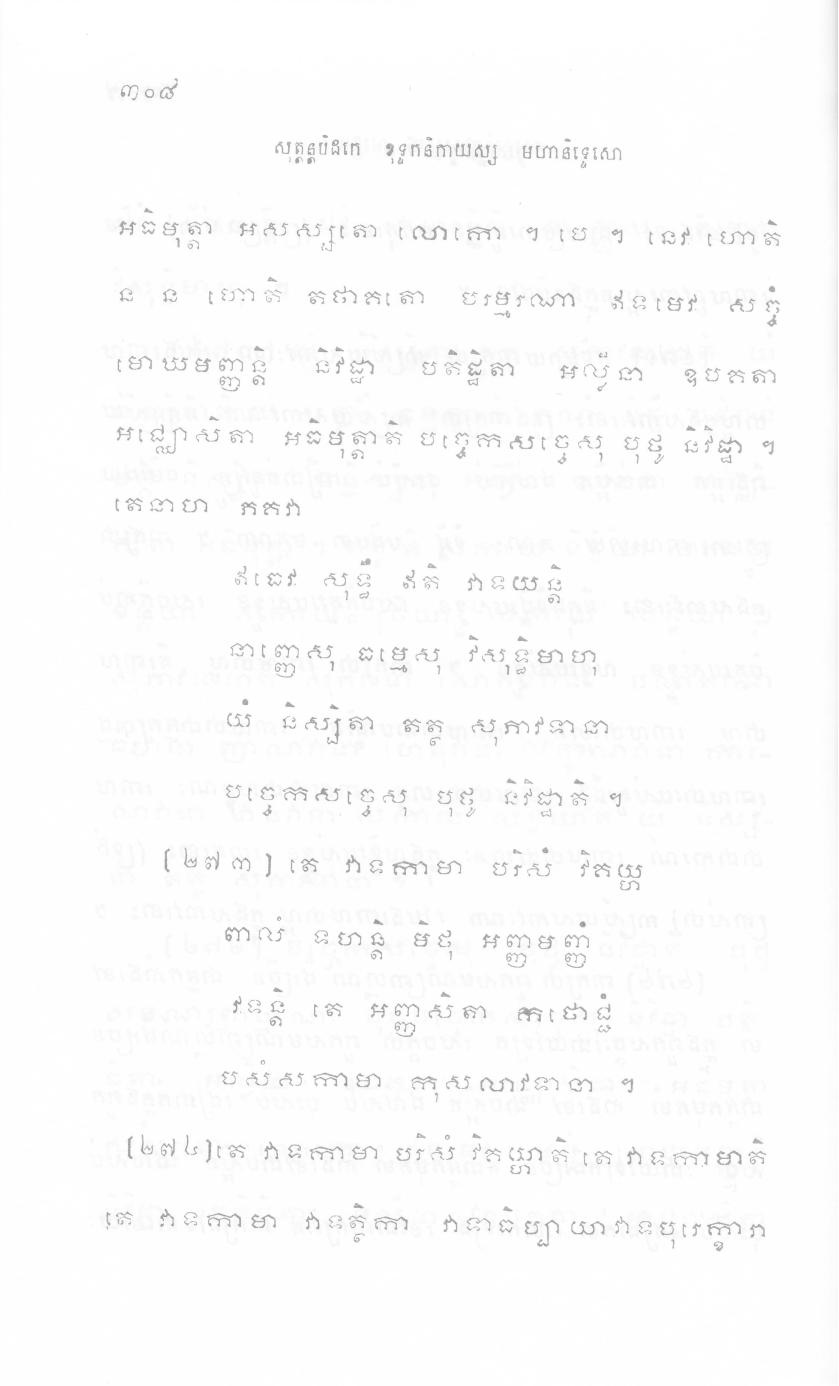 ៣០៨
សុត្តន្តបិដកេ ខុទ្ទកនិកាយស្ស មហានិទ្ទេសោ
អធិមុត្តា អសស្សតោ លោកោ ។ បេ ។ នេវ ហោតិ
ន ន ហោតិ តថាគតោ បរម្មរណា ឥទមេវ សច្ចំ
មោឃមញ្ញន្តិ និវិដ្ឋា បតិដ្ឋិតា អល្លីនា ឧបគតា
អជ្ឈោសិតា អធិមុត្តាតិ បច្ចេកសច្ចេសុ បុថូ និវិដ្ឋា ។
តេនាហ ភគវា
ឥធេវ សុទ្ធឹ ឥតិ វាទយន្តិ
នាញ្ញេសុ ធម្មេសុ វិសុទ្ធិមាហុ
យំ និស្សិតា តត្ថ សុភាវទានា
បច្ចេកសច្ចេសុ បុថូ និវិដ្ឋាតិ ។
[២៧៣] តេ វាទកាមា បរិសំ វិគយ្ហ
ពាលំ ទហន្តិ មិថុ អញ្ញមញ្ញំ
វទន្តិ តេ អញ្ញសិតា កថោជ្ជំ
បសំសកាមា កុសលាវទានា ។
[២៧៤] តេ វាទកាមា បរិសំ វិគយ្ហាតិ តេ វាទកាមាតិ
តេ វាទកាមា វាទត្ថិកា វាទាធិប្បាយា វាទបុរេក្ខារា